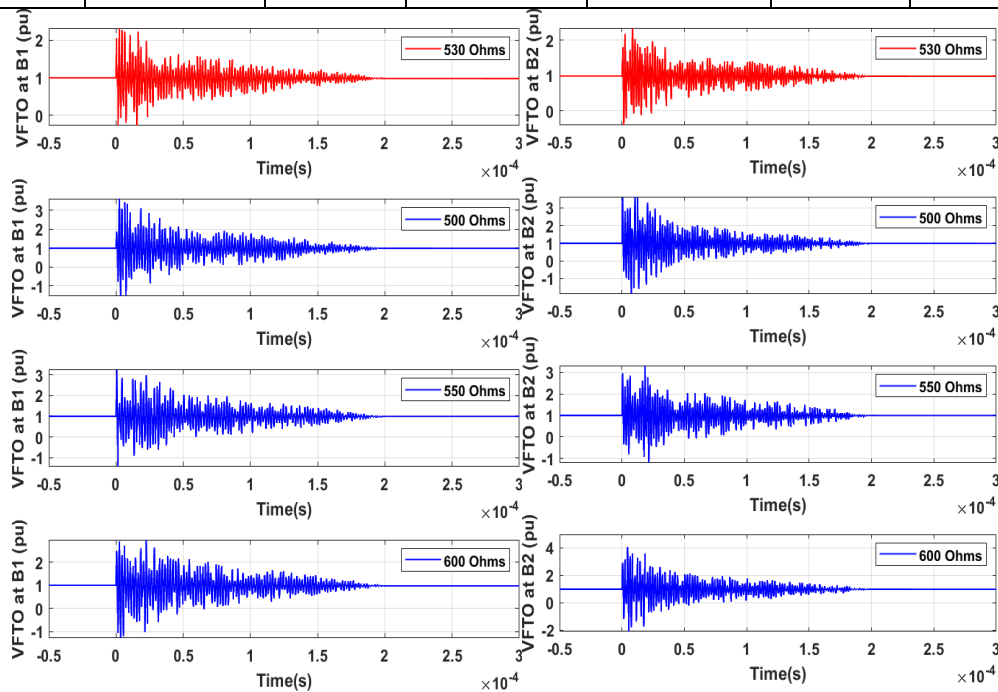 VFTO at B1 (pu)
2
1
0
530 Ohms
-0.5 0 0.5 1 1.5 2 2.5 3
Time(s)
×10-4
VFTO at B2 (pu)
2
1
0
530 Ohms
-0.5 0 0.5 1 1.5 2 2.5 3
Time(s)
×10-4
VFTO at B1 (pu)
3
2
1
0
-1
500 Ohms
-0.5 0 0.5 1 1.5 2 2.5 3
Time(s)
×10-4
VFTO at B2 (pu)
3
2
1
0
-1
500 Ohms
-0.5 0 0.5 1 1.5 2 2.5 3
Time(s)
×10-4
VFTO at B1 (pu)
3
2
1
0
-1
550 Ohms
-0.5 0 0.5 1 1.5 2 2.5 3
Time(s)
×10-4
VFTO at B2 (pu)
3
2
1
0
-1
550 Ohms
-0.5 0 0.5 1 1.5 2 2.5 3
Time(s)
×10-4
VFTO at B1 (pu)
2
1
0
-1
600 Ohms
-0.5 0 0.5 1 1.5 2 2.5 3
Time(s)
×10-4
VFTO at B2 (pu)
4
2
0
-2
600 Ohms
-0.5 0 0.5 1 1.5 2 2.5 3
Time(s)
×10-4